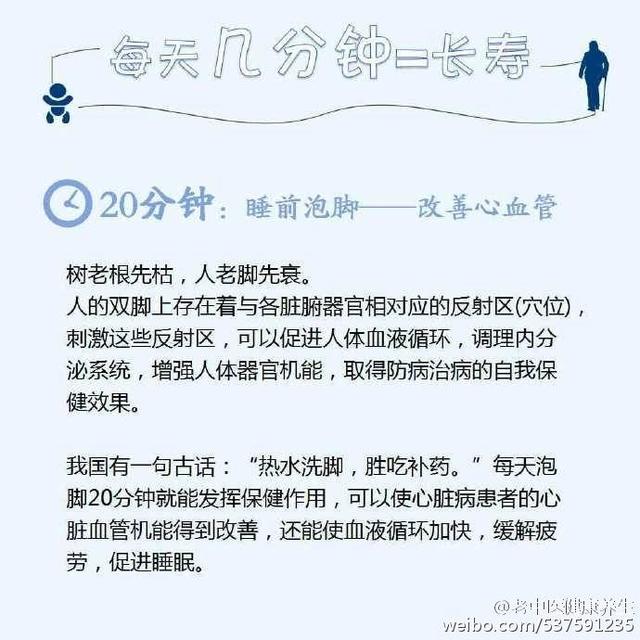 每天几分钟=长寿
20分钟：睡前泡脚——改善心血管
树老根先枯，人老脚先衰。
人的双脚上存在着与各脏腑器官相对应的反射区(穴位)，
刺激这些反射区，可以促进人体血液循环，调理内分
泌系统，增强人体器官机能，取得防病治病的自我保
健效果。
我国有一句古话：“热水洗脚，胜吃补药。”每天泡
脚20分钟就能发挥保健作用，可以使心脏病患者的心
脏血管机能得到改善，还能使血液循环加快，缓解疲
劳，促进睡眠。
@老中医健康养生
weibo.com/537591235